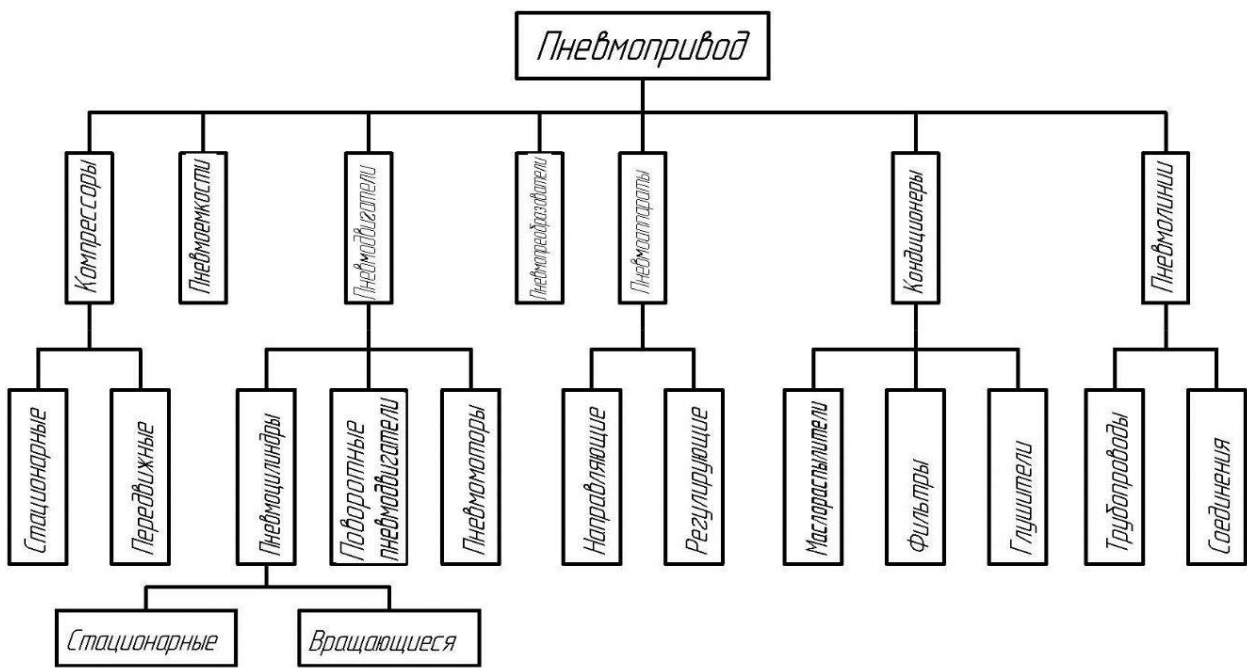 Пневмопривод
Компрессоры
Пневмоемкости
Пневмодвигатели
Пневмопреобразователи
Пневмоаппараты
Кондиционеры
Пневмолинии
Стационарные
Передвижные
Пневмоцилиндры
Поворотные
пневмодвигатели
Пневмомоторы
Направляющие
Регулирующие
Маслораспылители
Фильтры
Глушители
Трубопроводы
Соединения
Стационарные
Вращающиеся